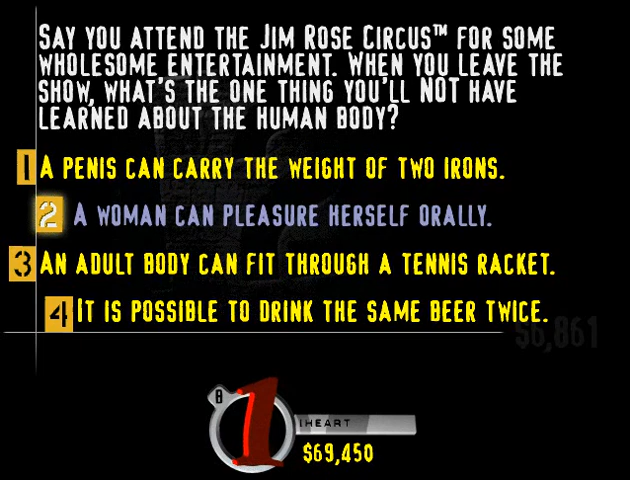 SAY YOU ATTEND THE JIM ROSE CIRCUS™ FOR SOME
WHOLESOME ENTERTAINMENT. WHEN YOU LEAVE THE
SHOW, WHAT'S THE ONE THING YOU'LL NOT HAVE
LEARNED ABOUT THE HUMAN BODY?
1 A PENIS CAN CARRY THE WEIGHT OF TWO IRONS.
2 A WOMAN CAN PLEASURE HERSELF ORALLY.
3 AN ADULT BODY CAN FIT THROUGH A TENNIS RACKET.
4 IT IS POSSIBLE TO DRINK THE SAME BEER TWICE.
$6,861
1
IHEART
$69,450